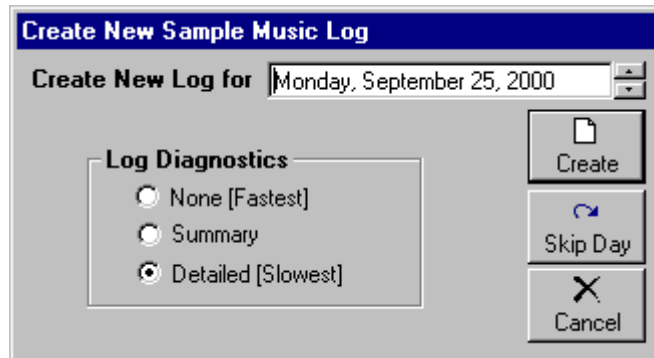 Create New Sample Music Log
Create New Log for Monday, September 25, 2000
Log Diagnostics
None [Fastest]
Summary
Detailed [Slowest]
Create
Skip Day
Cancel